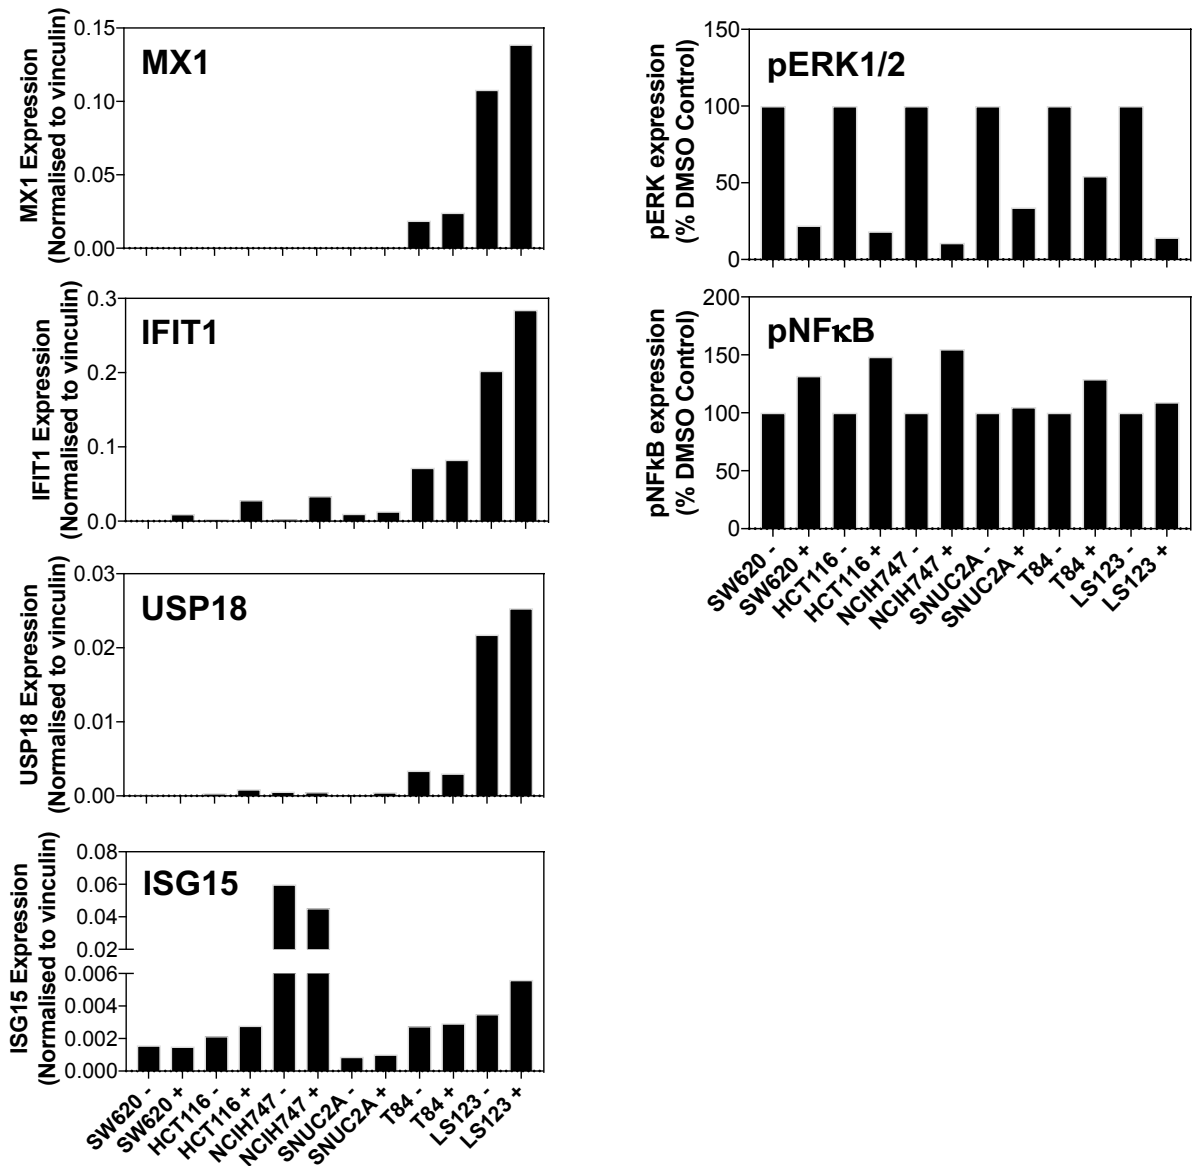 MX1
MX1 Expression
(Normalised to vinculin)
0.15
0.10
0.05
0.00
IFIT1
IFIT1 Expression
(Normalised to vinculin)
0.3
0.2
0.1
0.0
USP18
USP18 Expression
(Normalised to vinculin)
0.03
0.02
0.01
0.00
ISG15
ISG15 Expression
(Normalised to vinculin)
0.08
0.06
0.04
0.02
0.006
0.004
0.002
0.000
SW620 -
SW620 +
HCT116 -
HCT116 +
NCIH747 -
NCIH747 +
SNUC2A -
SNUC2A +
T84 -
T84 +
LS123 -
LS123 +
pERK1/2
pERK expression
(% DMSO Control)
150
100
50
0
pNFκB
pNFkB expression
(% DMSO Control)
200
150
100
50
0
SW620 -
SW620 +
HCT116 -
HCT116 +
NCIH747 -
NCIH747 +
SNUC2A -
SNUC2A +
T84 -
T84 +
LS123 -
LS123 +